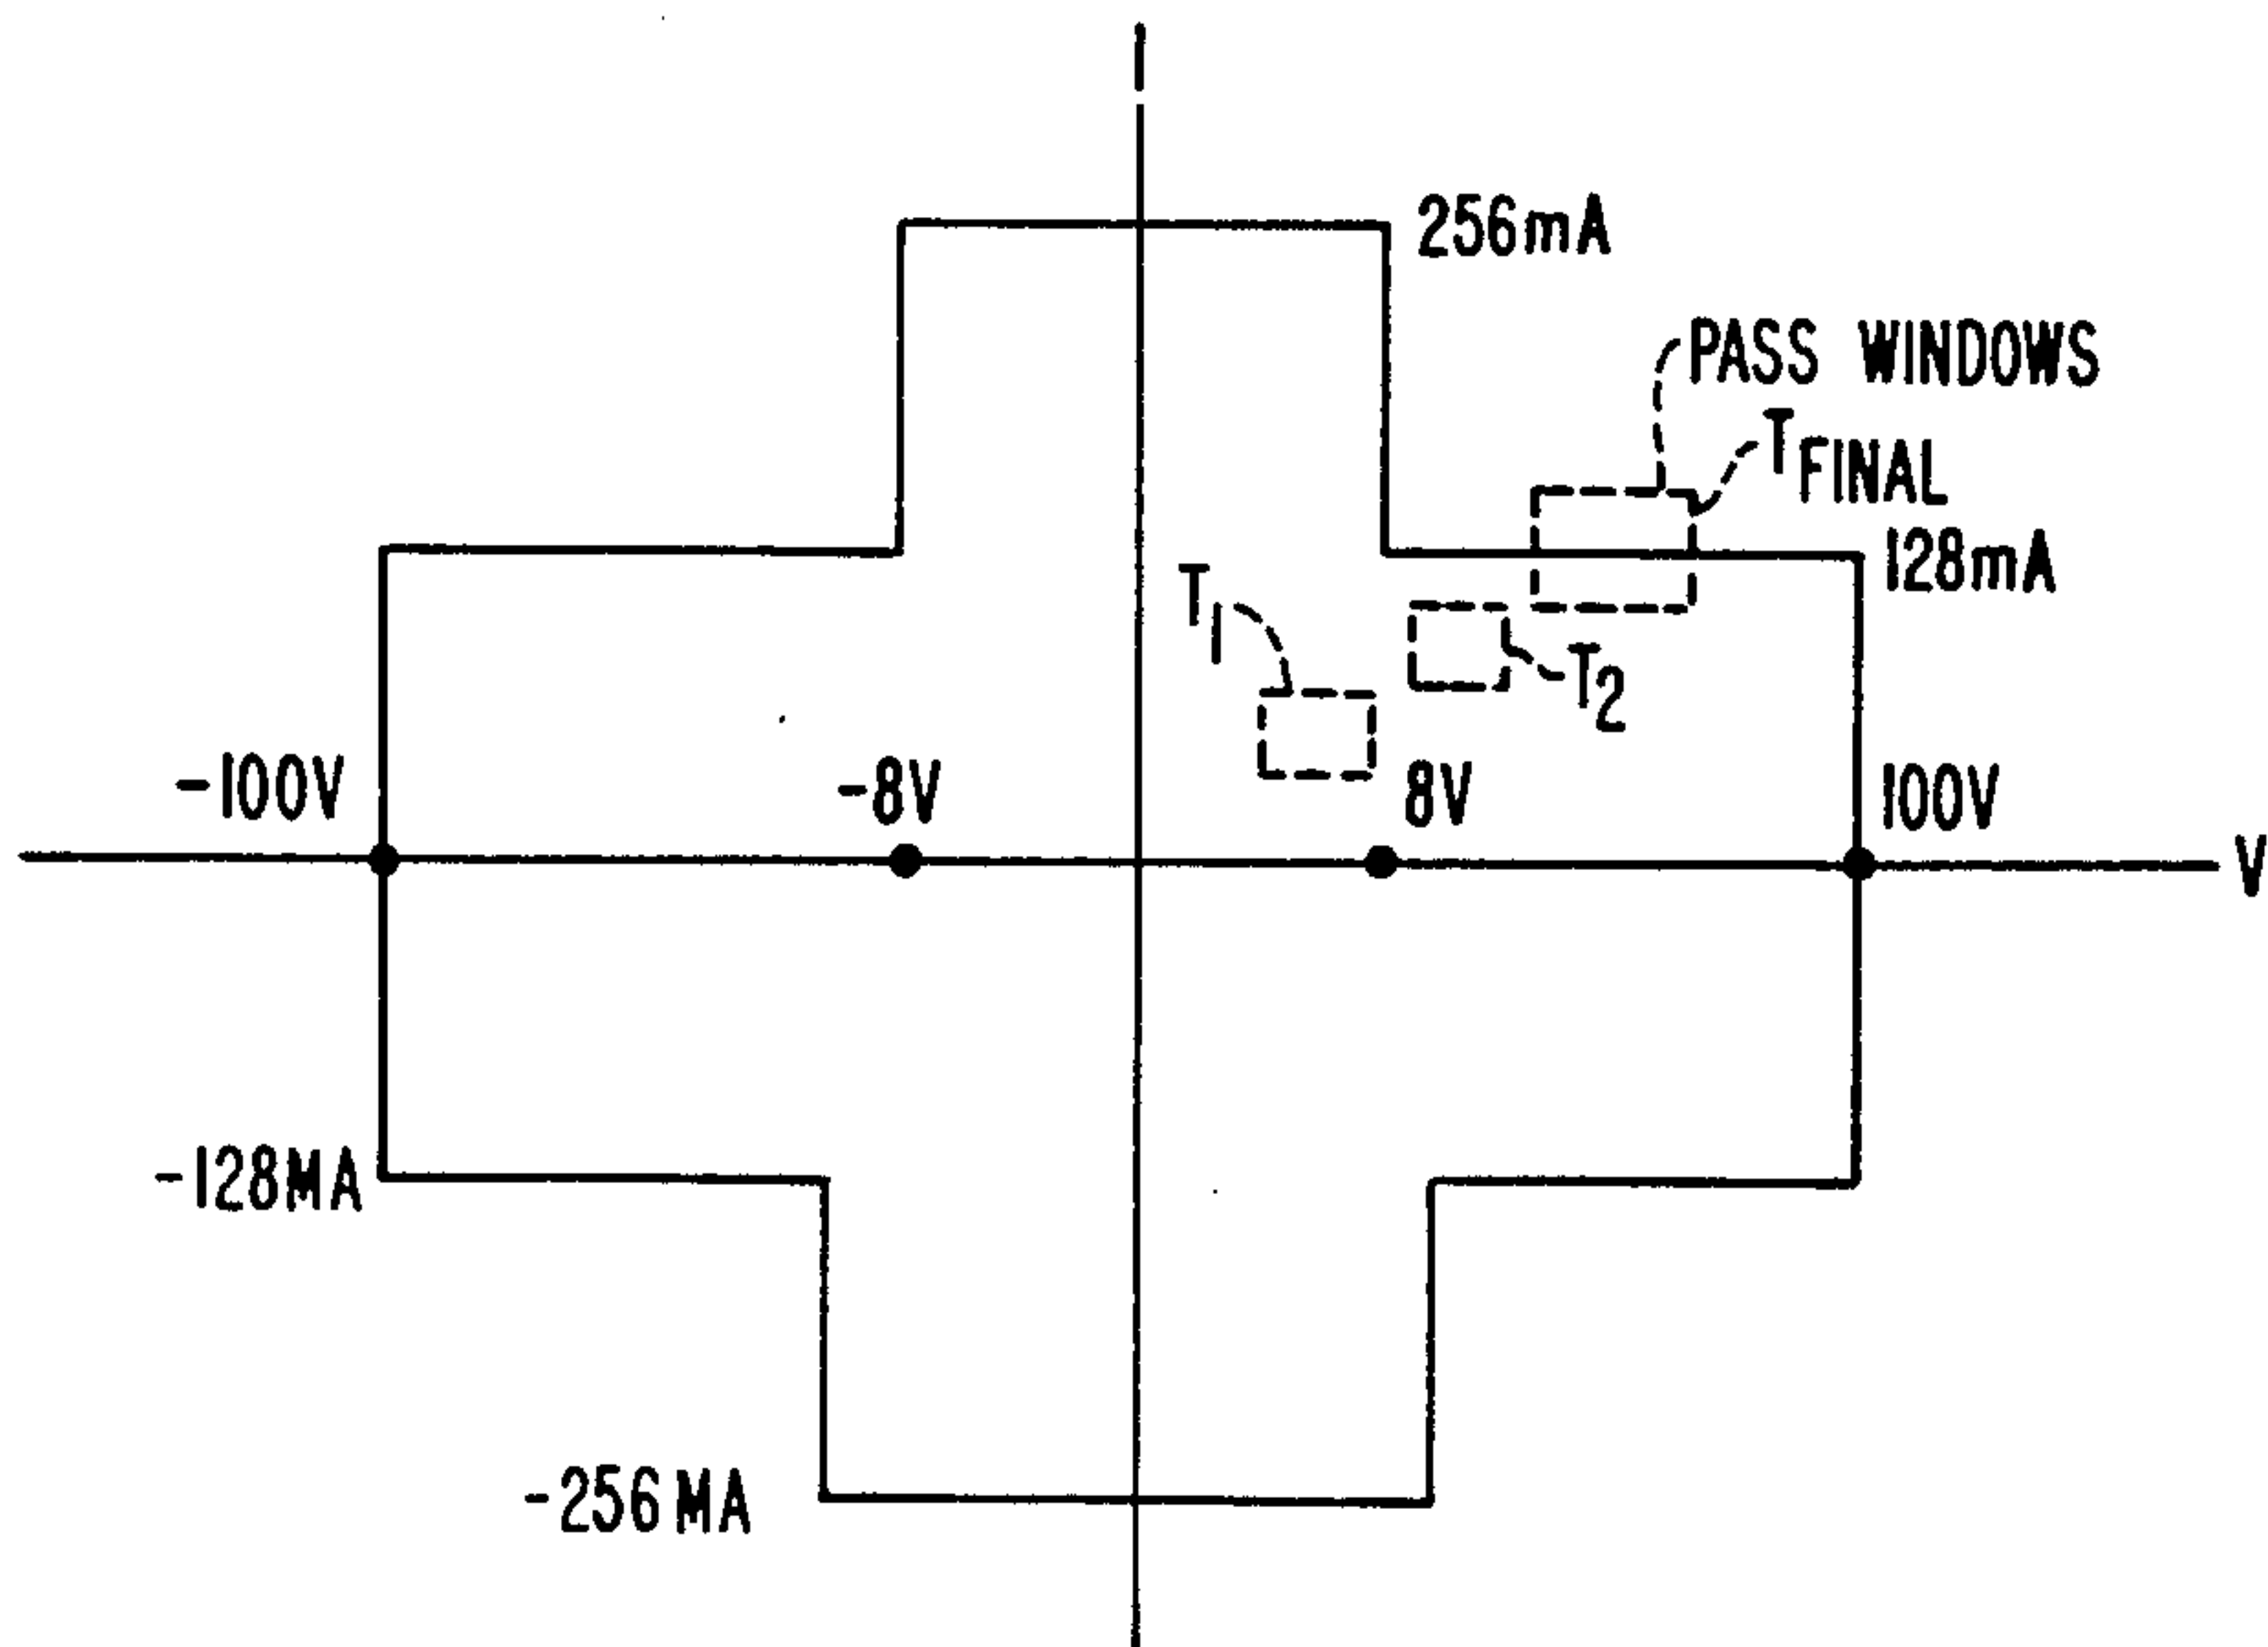 I
256mA
PASS WINDOWS
TFINAL
128mA
T1
T2
-100V
-8V
8V
100V
V
-128MA
-256MA